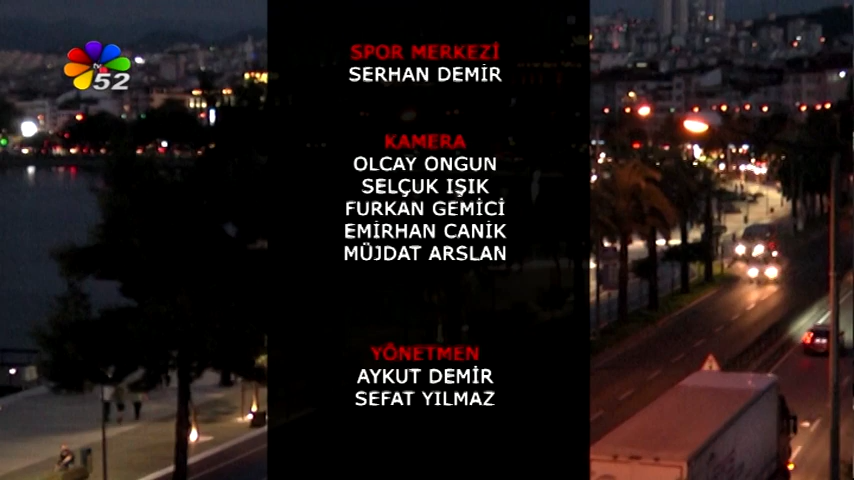 tv
52
SPOR MERKEZİ
SERHAN DEMİR
KAMERA
OLCAY ONGUN
SELÇUK IŞIK
FURKAN GEMİCİ
EMİRHAN CANİK
MÜJDAT ARSLAN
YÖNETMEN
AYKUT DEMİR
SEFAT YILMAZ